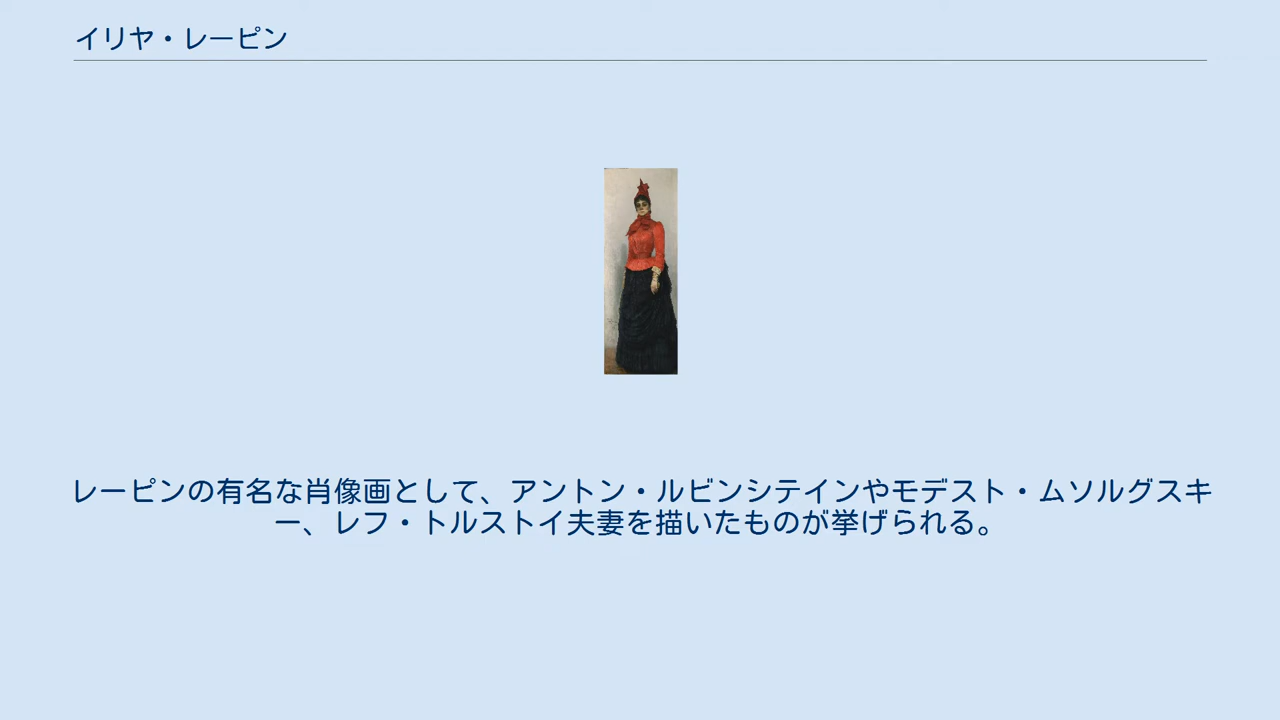 イリヤ・レーピン
レーピンの有名な肖像画として、アントン・ルビンシテインやモデスト・ムソルグスキ
ー、レフ・トルストイ夫妻を描いたものが挙げられる。